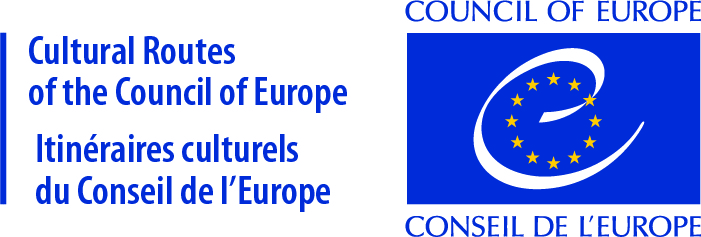 Cultural Routes
of the Council of Europe
Itinéraires culturels
du Conseil de l’Europe
COUNCIL OF EUROPE
CONSEIL DE L’EUROPE